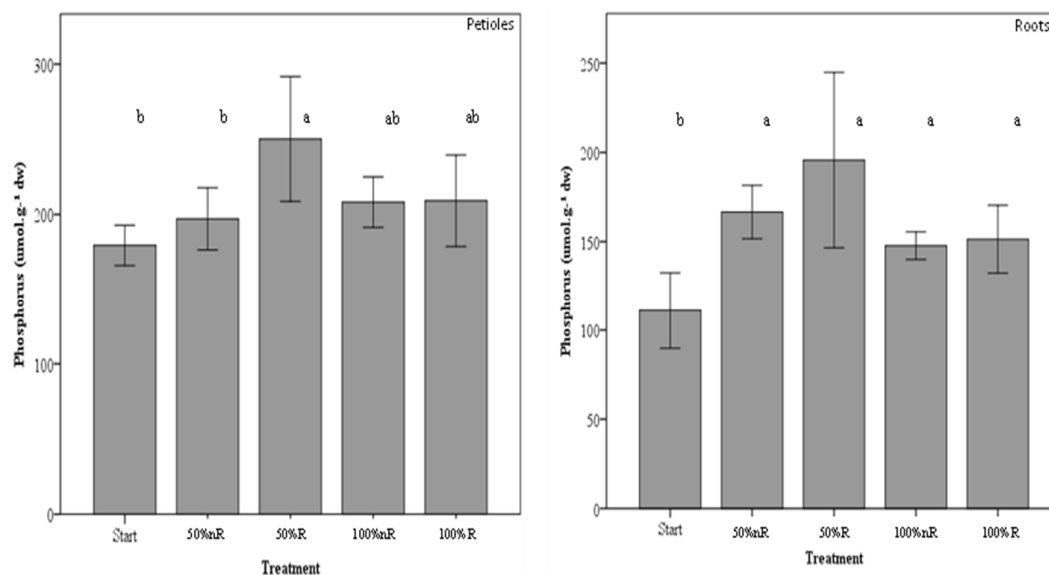 Petioles
Phosphorus (umol.g-¹ dw)
300
200
100
0
b b a ab ab
Start 50%nR 50%R 100%nR 100%R
Treatment
Roots
Phosphorus (umol.g-¹ dw)
250
200
150
100
50
0
b a a a a
Start 50%nR 50%R 100%nR 100%R
Treatment